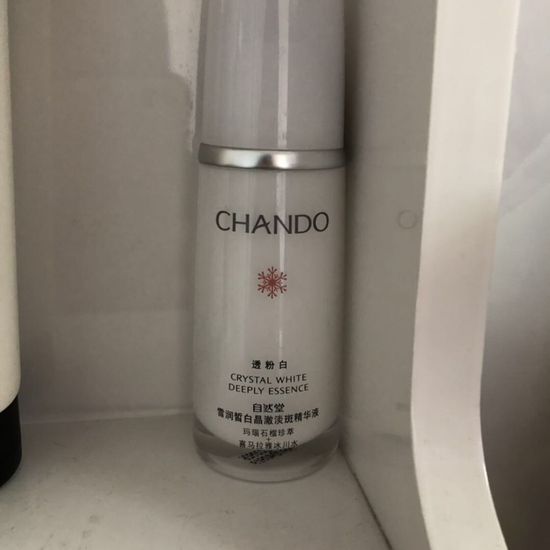 CHANDO
透粉白
CRYSTAL WHITE
DEEPLY ESSENCE
自然堂
雪润皙白晶澈淡斑精华液
玛瑙石榴珍萃
喜马拉雅冰川水